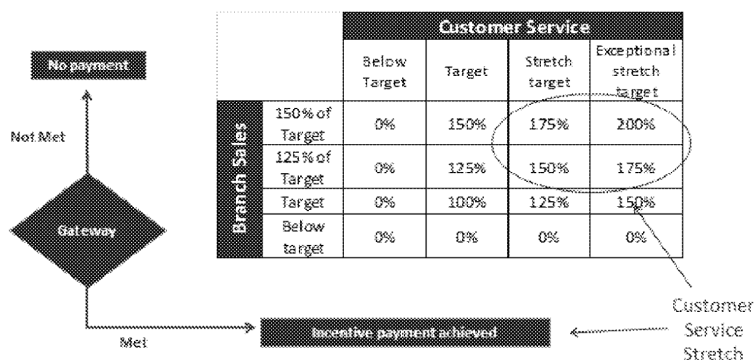 Customer Service
Below Target
Target
Stretch target
Exceptional stretch target
Branch Sales
150% of Target
0%
150%
175%
200%
125% of Target
0%
125%
150%
175%
Target
0%
100%
125%
150%
Below target
0%
0%
0%
0%
No payment
Not Met
Gateway
Met
Incentive payment achieved
Customer
Service
Stretch